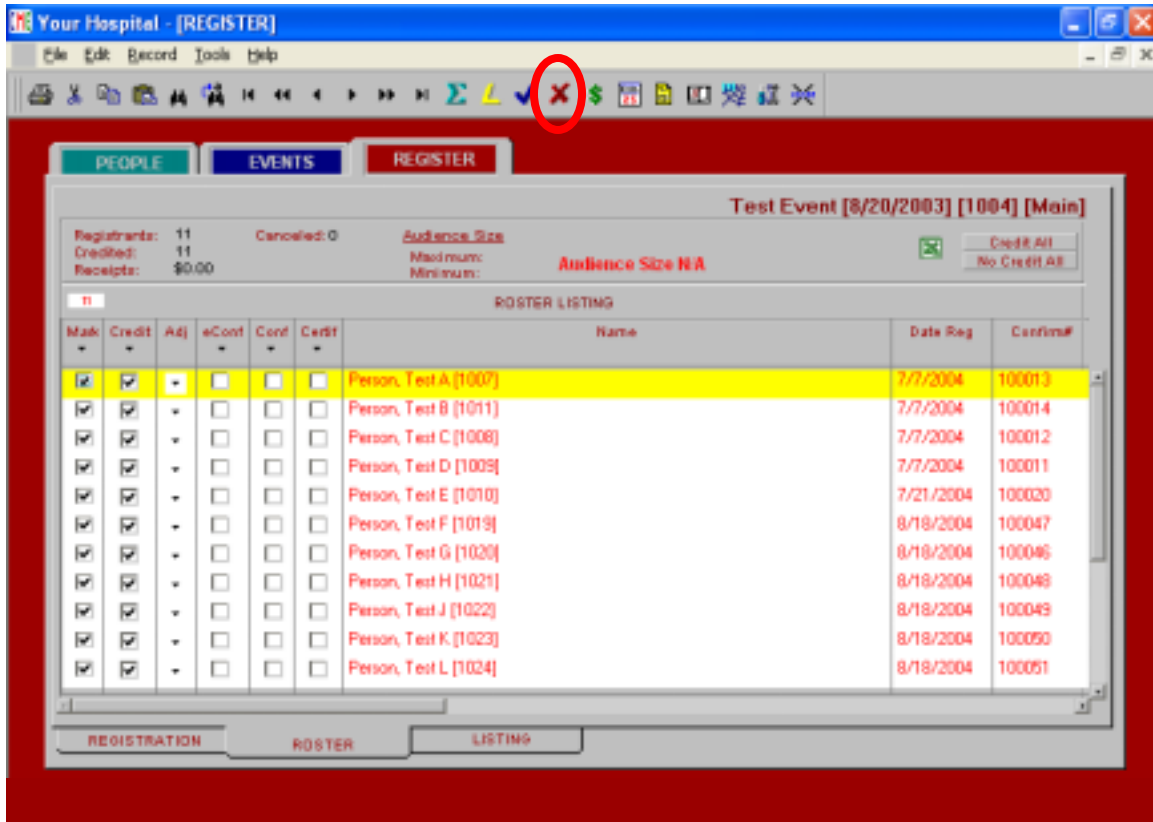 Your Hospital - [REGISTER]
File Edit Record Tools Help
PEOPLE EVENTS REGISTER
Test Event [8/20/2003] [1004] [Main]
Registrants: 11 Canceled: 0 Audience Size Credit All
Credited: 11 Maximum: Audience Size N/A No Credit All
Receipts: $0.00 Minimum:
11 ROSTER LISTING
Mark Credit Adj eConf Conf Certif Name Date Reg Confirm#
Person, Test A [1007] 7/7/2004 100013
Person, Test B [1011] 7/7/2004 100014
Person, Test C [1008] 7/7/2004 100012
Person, Test D [1009] 7/7/2004 100011
Person, Test E [1010] 7/21/2004 100020
Person, Test F [1019] 8/18/2004 100047
Person, Test G [1020] 8/18/2004 100046
Person, Test H [1021] 8/18/2004 100048
Person, Test J [1022] 8/18/2004 100049
Person, Test K [1023] 8/18/2004 100050
Person, Test L [1024] 8/18/2004 100051
REGISTRATION ROSTER LISTING